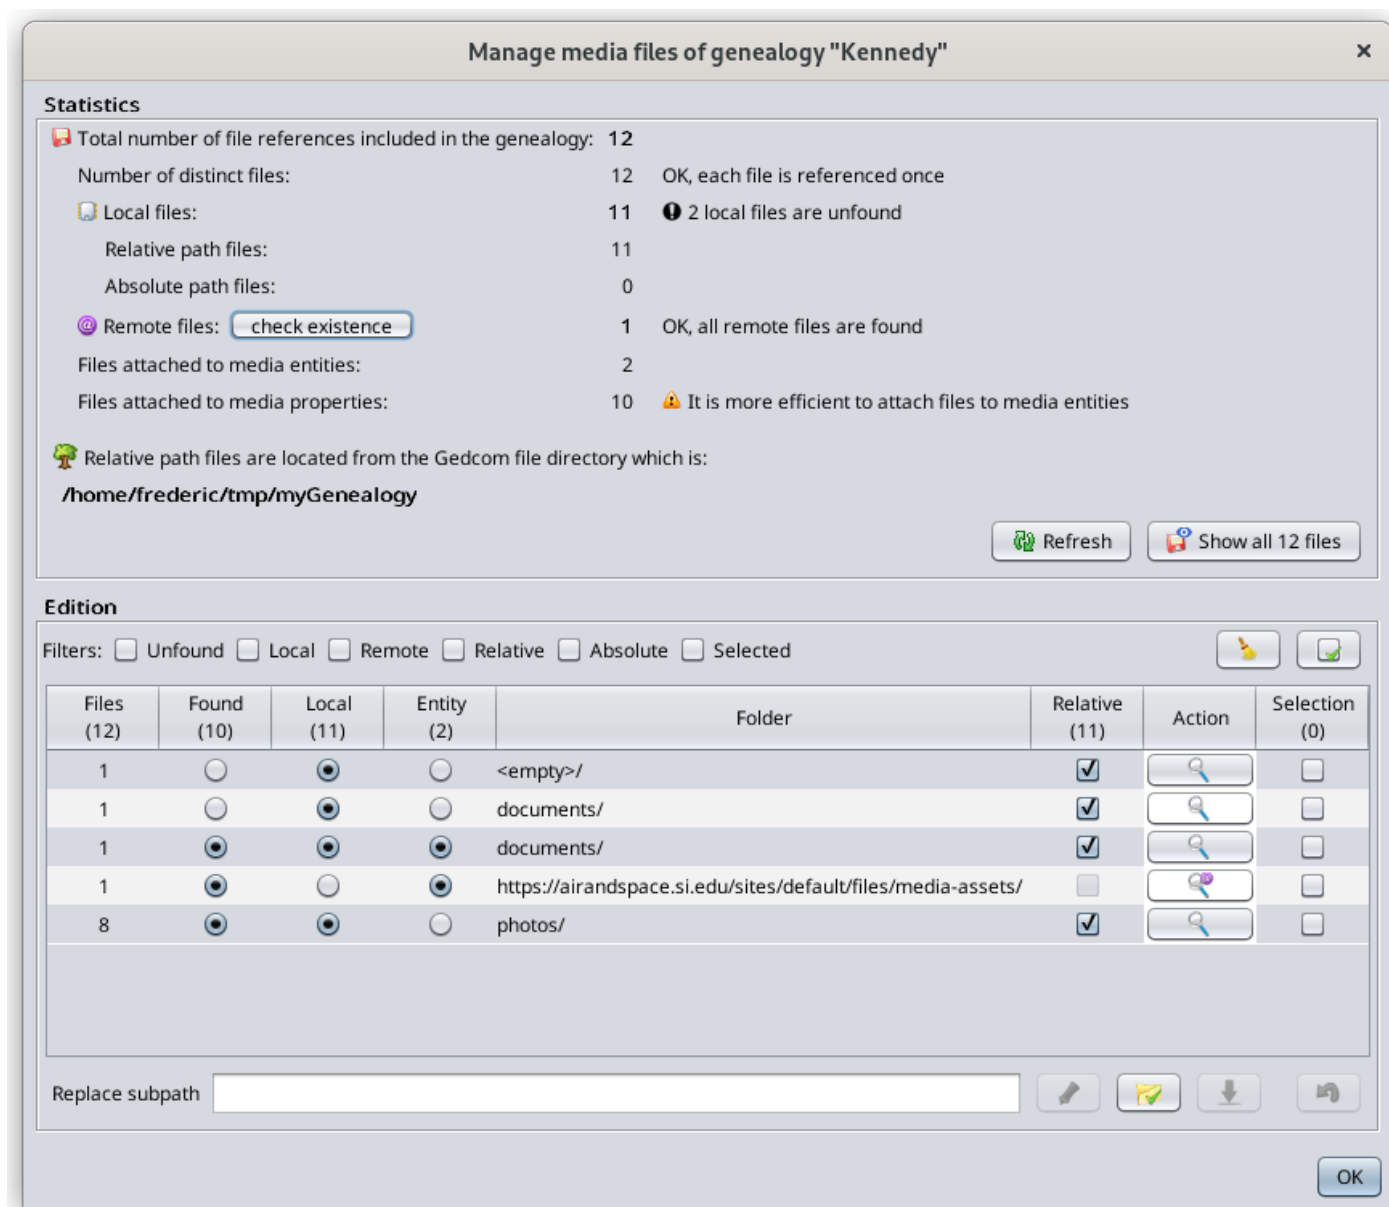 Manage media files of genealogy "Kennedy"
Statistics
Total number of file references included in the genealogy: 12
Number of distinct files: 12 OK, each file is referenced once
Local files: 11 2 local files are unfound
Relative path files: 11
Absolute path files: 0
Remote files: check existence 1 OK, all remote files are found
Files attached to media entities: 2
Files attached to media properties: 10 It is more efficient to attach files to media entities
Relative path files are located from the Gedcom file directory which is:
/home/frederic/tmp/myGenealogy
Refresh Show all 12 files
Edition
Filters: Unfound Local Remote Relative Absolute Selected
Files Found Local Entity Folder Relative Action Selection
(12) (10) (11) (2) (11) (0)
1 <empty>/
1 documents/
1 documents/
1 https://airandspace.si.edu/sites/default/files/media-assets/
8 photos/
Replace subpath
OK